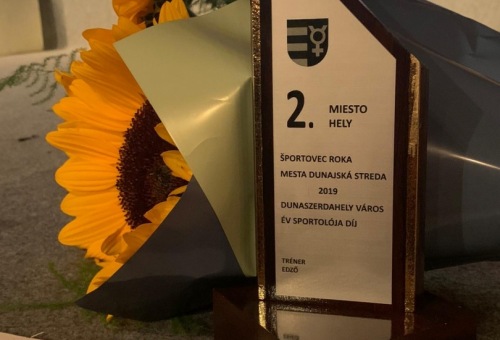 2. MIESTO
HELY
ŠPORTOVEC ROKA
MESTA DUNAJSKÁ STREDA
2019
DUNASZERDAHELY VÁROS
ÉV SPORTOLÓJA DÍJ
TRÉNER
EDZŐ